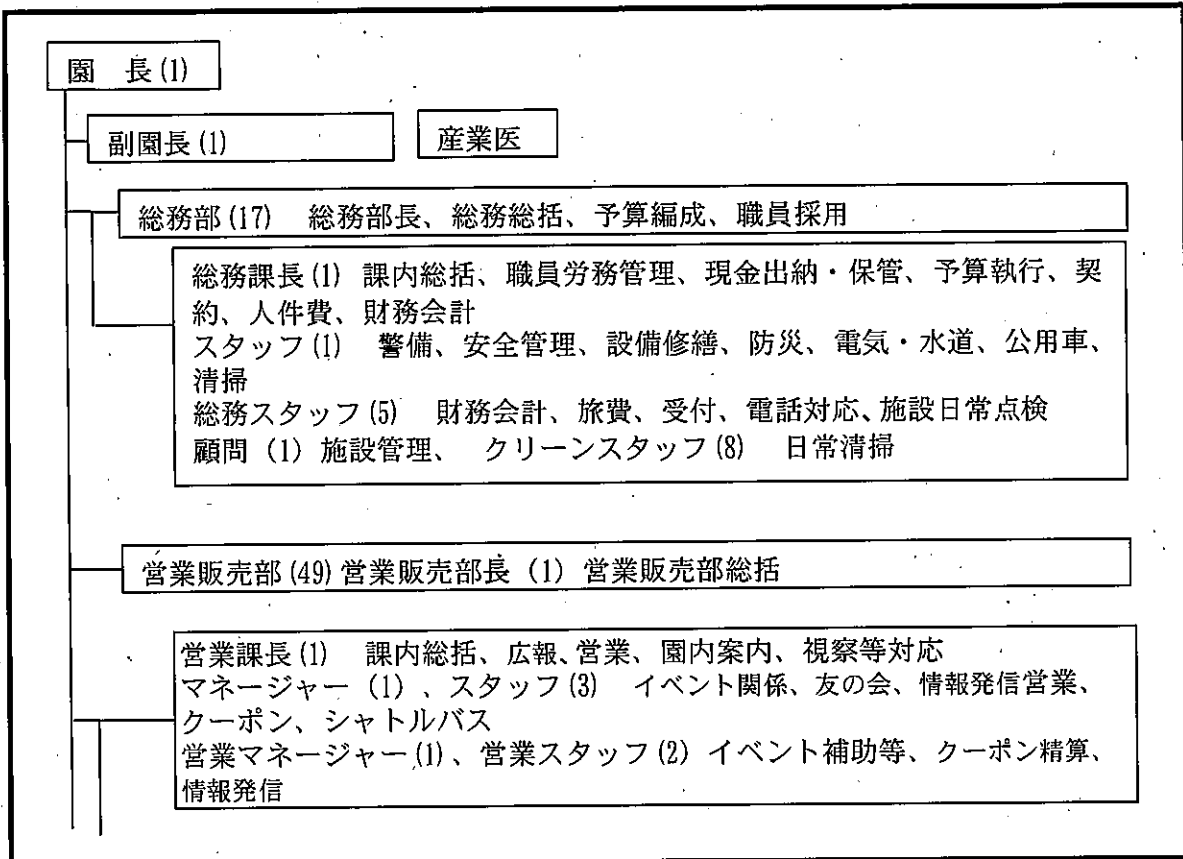 園　長(1)
副園長(1)
産業医
総務部(17)　総務部長、総務総括、予算編成、職員採用
総務課長(1) 課内総括、職員労務管理、現金出納・保管、予算執行、契
約、人件費、財務会計
スタッフ(1)　警備、安全管理、設備修繕、防災、電気・水道、公用車、
清掃
総務スタッフ(5)　財務会計、旅費、受付、電話対応、施設日常点検
顧問（1）施設管理、　クリーンスタッフ(8)　日常清掃
営業販売部(49)営業販売部長（1）営業販売部総括
営業課長(1)　課内総括、広報、営業、園内案内、視察等対応
マネージャー（1）、スタッフ(3)　イベント関係、友の会、情報発信営業、
クーポン、シャトルバス
営業マネージャー(1)、営業スタッフ(2) イベント補助等、クーポン精算、
情報発信